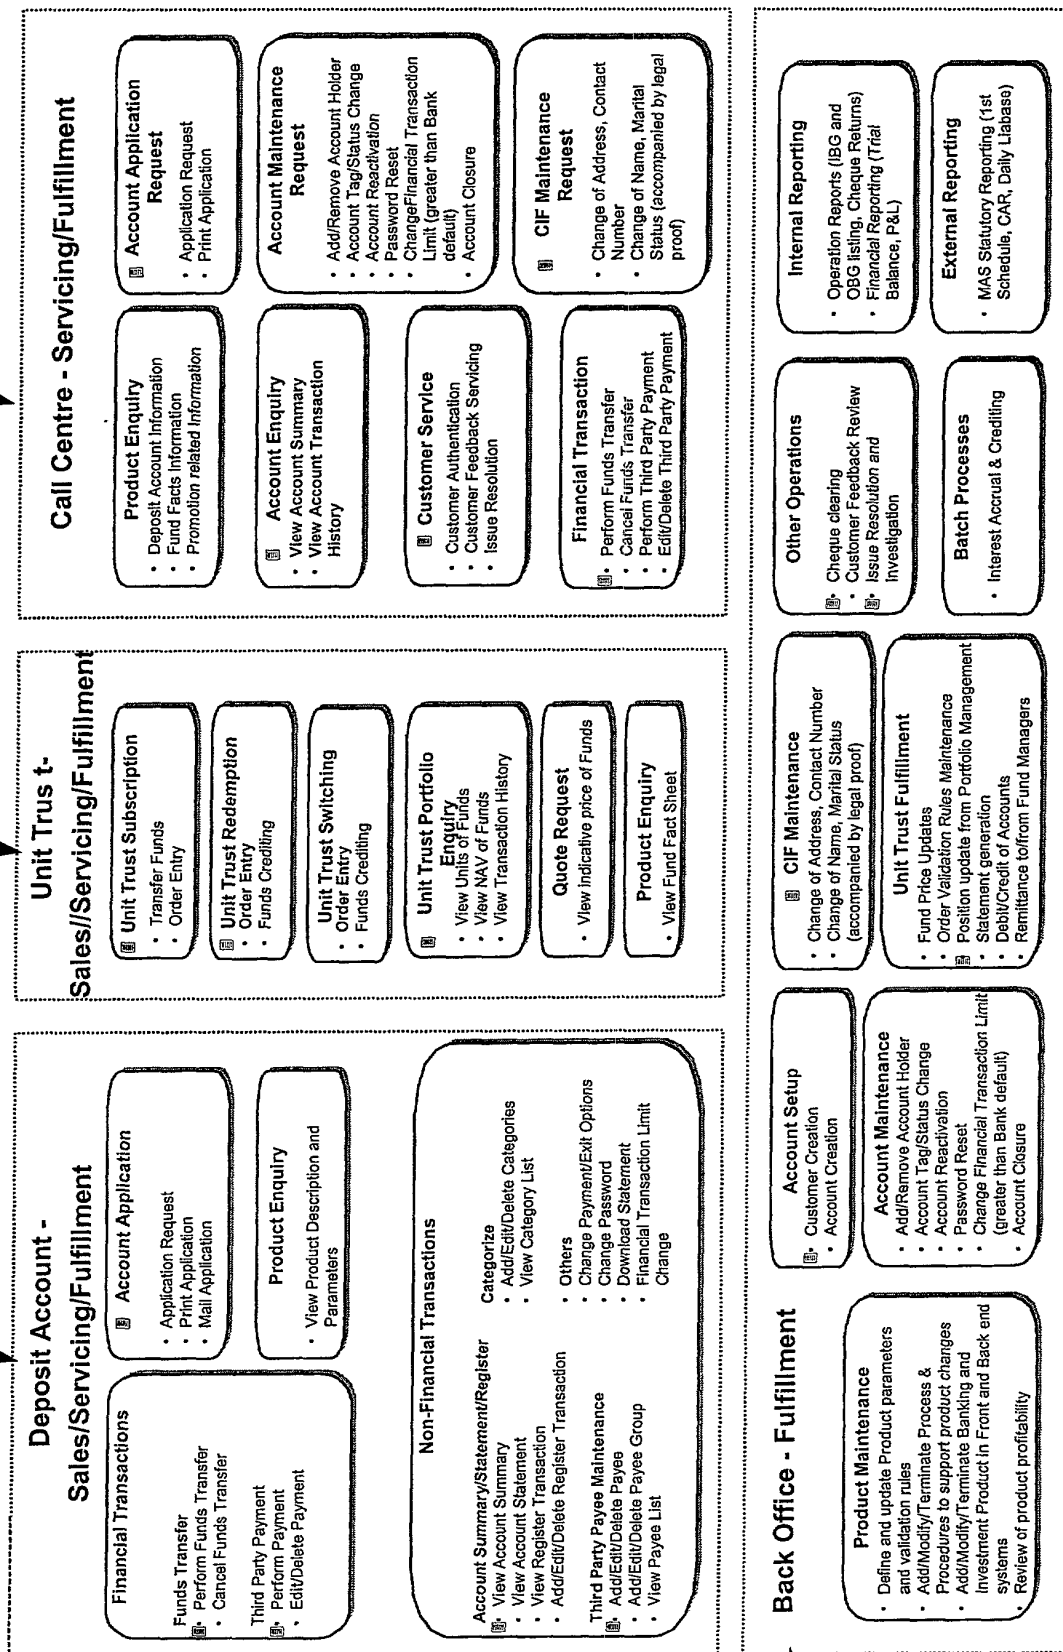 Deposit Account -
Sales/Servicing/Fulfillment
Financial Transactions
Funds Transfer
• Perform Funds Transfer
• Cancel Funds Transfer
Third Party Payment
• Perform Payment
• Edit/Delete Payment
Account Application
• Application Request
• Print Application
• Mail Application
Product Enquiry
• View Product Description and
Parameters
Non-Financial Transactions
Account Summary/Statement/Register
• View Account Summary
• View Account Statement
• View Register Transaction
• Add/Edit/Delete Register Transaction
Third Party Payee Maintenance
• Add/Edit/Delete Payee
• Add/Edit/Delete Payee Group
• View Payee List
Categorize
• Add/Edit/Delete Categories
• View Category List
Others
• Change Payment/Exit Options
• Change Password
• Download Statement
• Financial Transaction Limit
Change
Unit Trus t-
Sales//Servicing/Fulfillment
Unit Trust Subscription
• Transfer Funds
• Order Entry
Unit Trust Redemption
• Order Entry
• Funds Crediting
Unit Trust Switching
• Order Entry
• Funds Crediting
Unit Trust Portfolio
Enquiry
• View Units of Funds
• View NAV of Funds
• View Transaction History
Quote Request
• View indicative price of Funds
Product Enquiry
• View Fund Fact Sheet
Call Centre - Servicing/Fulfillment
Product Enquiry
• Deposit Account Information
• Fund Facts Information
• Promotion related Information
Account Enquiry
• View Account Summary
• View Account Transaction
History
Customer Service
• Customer Authentication
• Customer Feedback Servicing
• Issue Resolution
Financial Transaction
• Perform Funds Transfer
• Cancel Funds Transfer
• Perform Third Party Payment
• Edit/Delete Third Party Payment
Account Application
Request
• Application Request
• Print Application
Account Maintenance
Request
• Add/Remove Account Holder
• Account Tag/Status Change
• Account Reactivation
• Password Reset
• ChangeFinancial Transaction
Limit (greater than Bank
default)
• Account Closure
CIF Maintenance
Request
• Change of Address, Contact
Number
• Change of Name, Marital
Status (accompanied by legal
proof)
Back Office - Fulfillment
Product Maintenance
• Define and update Product parameters
and validation rules
• Add/Modify/Terminate Process &
Procedures to support product changes
• Add/Modify/Terminate Banking and
Investment Product in Front and Back end
systems
• Review of product profitability
Account Setup
• Customer Creation
• Account Creation
Account Maintenance
• Add/Remove Account Holder
• Account Tag/Status Change
• Account Reactivation
• Password Reset
• Change Financial Transaction Limit
(greater than Bank default)
• Account Closure
CIF Maintenance
• Change of Address, Contact Number
• Change of Name, Marital Status
(accompanied by legal proof)
Unit Trust Fulfillment
• Fund Price Updates
• Order Validation Rules Maintenance
• Position update from Portfolio Management
• Statement generation
• Debit/Credit of Accounts
• Remittance to/from Fund Managers
Other Operations
• Cheque clearing
• Customer Feedback Review
• Issue Resolution and
Investigation
Batch Processes
• Interest Accrual & Crediting
Internal Reporting
• Operation Reports (IBG and
OBG listing, Cheque Returns)
• Financial Reporting (Trial
Balance, P&L)
External Reporting
• MAS Statutory Reporting (1st
Schedule, CAR, Daily Llabase)